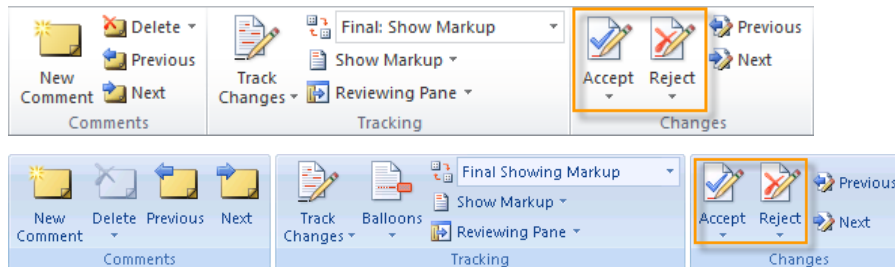 Delete
Previous
Next
New
Comment
Comments
Track
Changes
Final: Show Markup
Show Markup
Reviewing Pane
Tracking
Accept
Reject
Previous
Next
Changes
New
Comment
Delete
Previous
Next
Comments
Track
Changes
Balloons
Final Showing Markup
Show Markup
Reviewing Pane
Tracking
Accept
Reject
Previous
Next
Changes